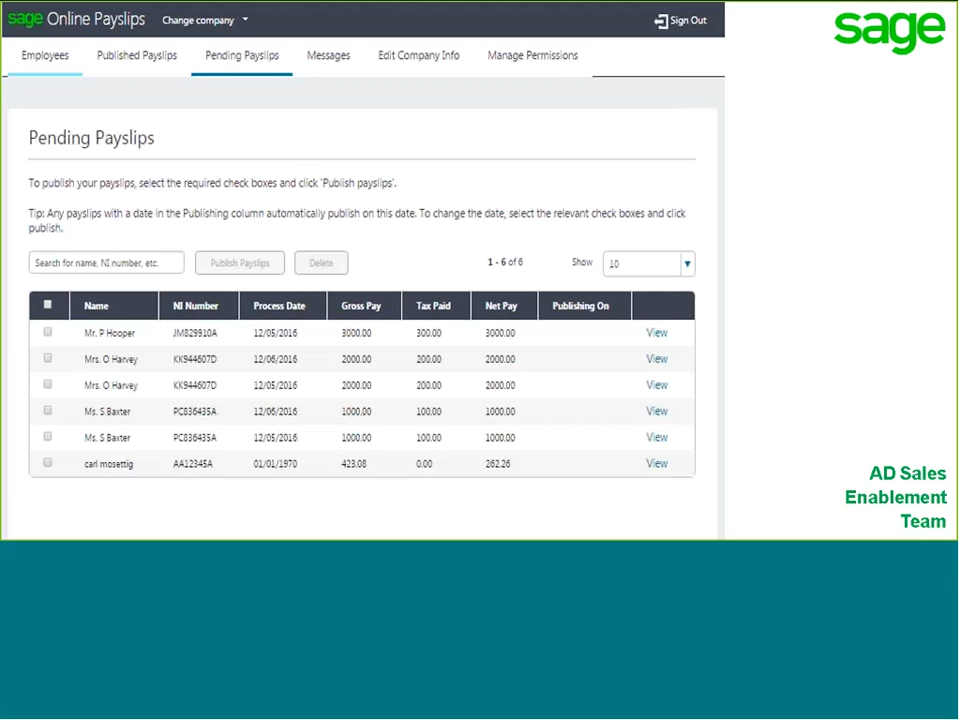 sage Online Payslips Change company Sign Out
sage
Employees Published Payslips Pending Payslips Messages Edit Company Info Manage Permissions
Pending Payslips
To publish your payslips, select the required check boxes and click 'Publish payslips'.
Tip: Any payslips with a date in the Publishing column automatically publish on this date. To change the date, select the relevant check boxes and click
publish.
Search for name, NI number, etc. Publish Payslips Delete 1 - 6 of 6 Show 10
Name NI Number Process Date Gross Pay Tax Paid Net Pay Publishing On
Mr. P Hooper JM829910A 12/05/2016 3000.00 300.00 3000.00 View
Mrs. O Harvey KK944607D 12/06/2016 2000.00 200.00 2000.00 View
Mrs. O Harvey KK944607D 12/05/2016 2000.00 200.00 2000.00 View
Ms. S Baxter PC836435A 12/06/2016 1000.00 100.00 1000.00 View
Ms. S Baxter PC836435A 12/05/2016 1000.00 100.00 1000.00 View
carl mosettig AA12345A 01/01/1970 423.08 0.00 262.26 View
AD Sales
Enablement
Team